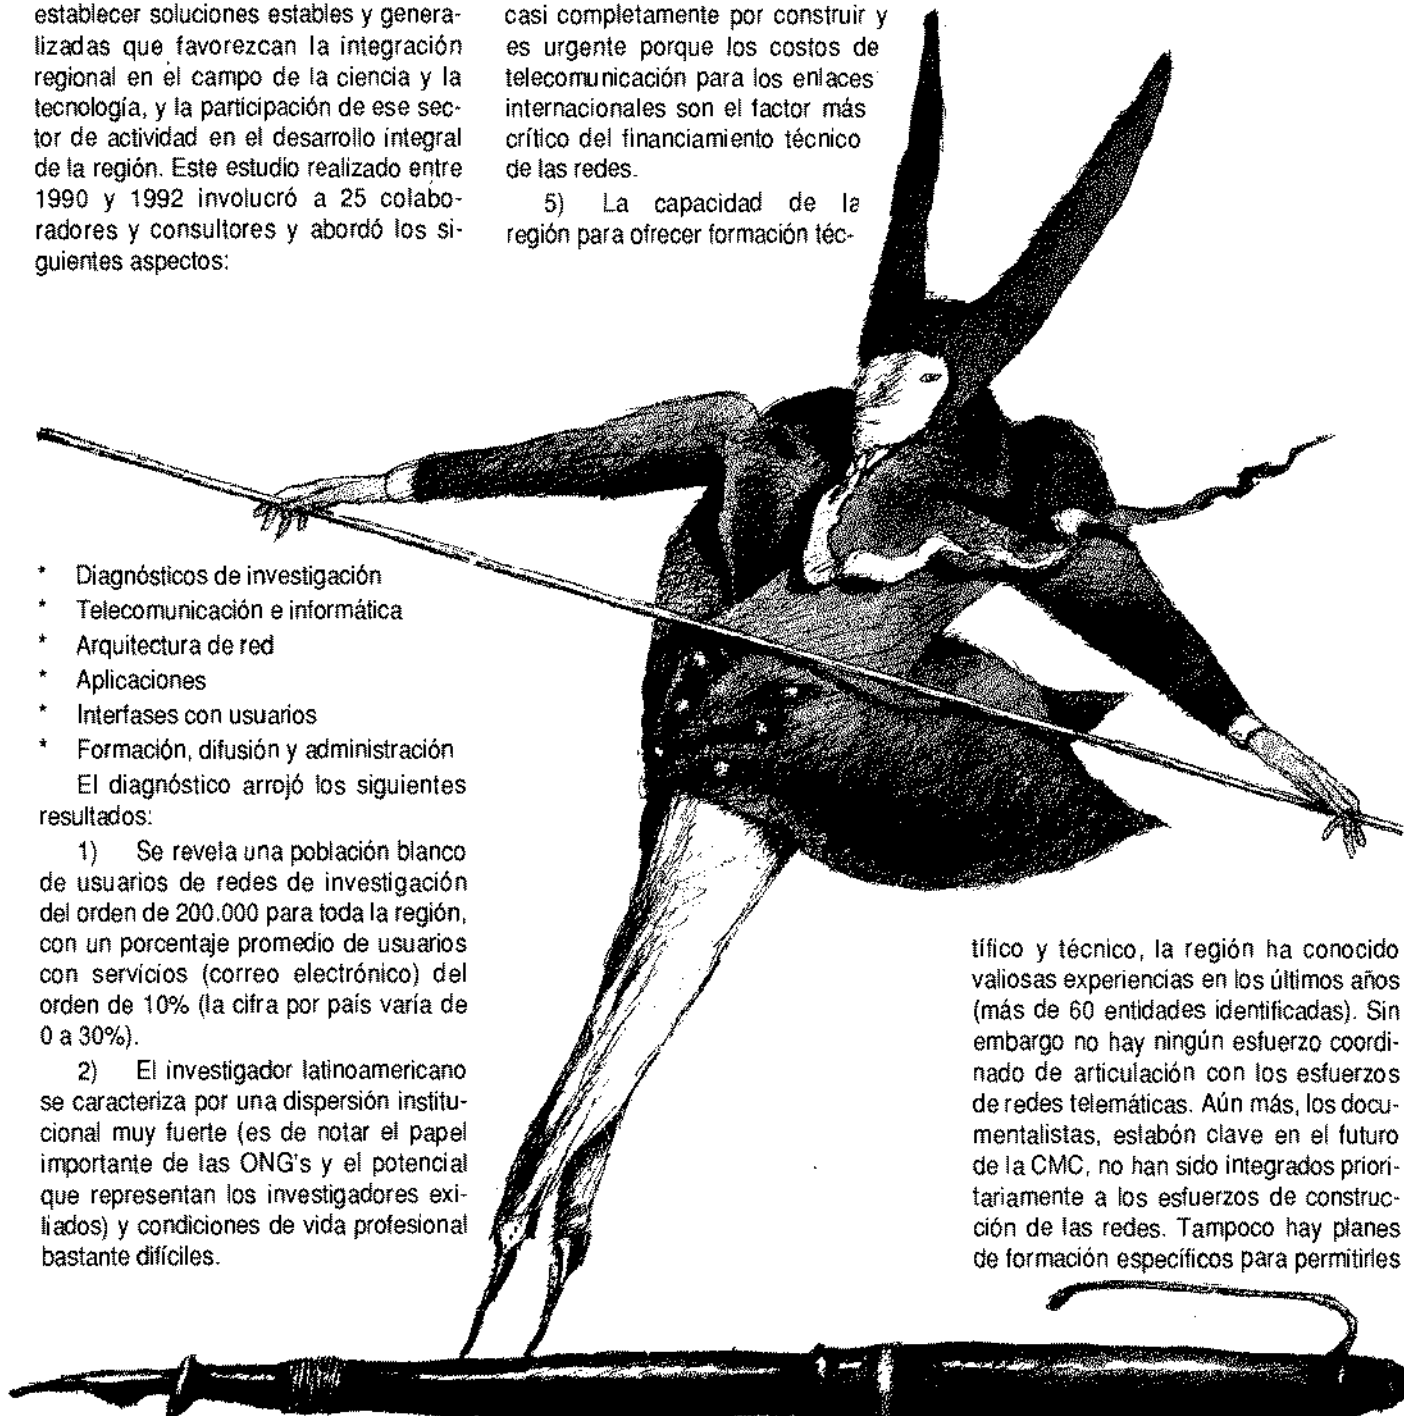 establecer soluciones estables y genera-
lizadas que favorezcan la integración
regional en el campo de la ciencia y la
tecnología, y la participación de ese sec-
tor de actividad en el desarrollo integral
de la región. Este estudio realizado entre
1990 y 1992 involucró a 25 colabo-
radores y consultores y abordó los si-
guientes aspectos:
* Diagnósticos de investigación
* Telecomunicación e informática
* Arquitectura de red
* Aplicaciones
* Interfases con usuarios
* Formación, difusión y administración
El diagnóstico arrojó los siguientes
resultados:
1) Se revela una población blanco
de usuarios de redes de investigación
del orden de 200.000 para toda la región,
con un porcentaje promedio de usuarios
con servicios (correo electrónico) del
orden de 10% (la cifra por país varía de
0 a 30%).
2) El investigador latinoamericano
se caracteriza por una dispersión institu-
cional muy fuerte (es de notar el papel
importante de las ONG's y el potencial
que representan los investigadores exi-
liados) y condiciones de vida profesional
bastante difíciles.
casi completamente por construir y
es urgente porque los costos de
telecomunicación para los enlaces
internacionales son el factor más
crítico del financiamiento técnico
de las redes.
5) La capacidad de la
región para ofrecer formación téc-
tífico y técnico, la región ha conocido
valiosas experiencias en los últimos años
(más de 60 entidades identificadas). Sin
embargo no hay ningún esfuerzo coordi-
nado de articulación con los esfuerzos
de redes telemáticas. Aún más, los docu-
mentalistas, eslabón clave en el futuro
de la CMC, no han sido integrados priori-
tariamente a los esfuerzos de construc-
ción de las redes. Tampoco hay planes
de formación específicos para permitirles